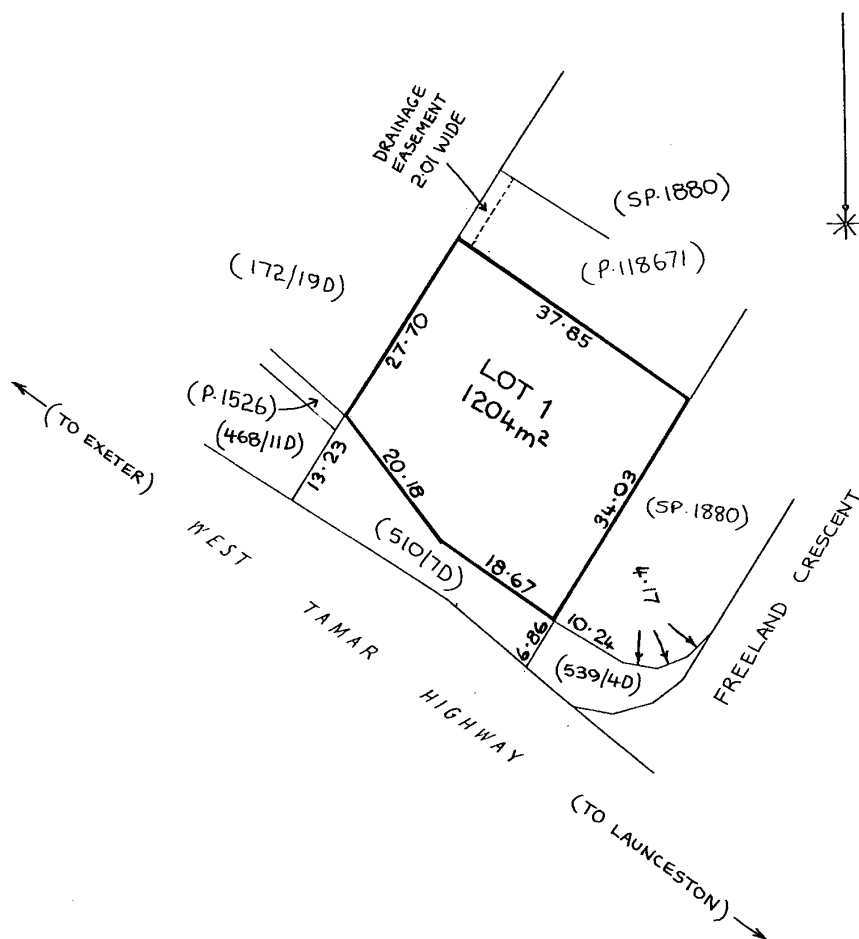 DRAINAGE
EASEMENT
2.01 WIDE
(SP.1880)
(P.118671)
(172/19D)
27.70
37.85
LOT 1
1204m²
(P.1526)
(468/11D)
(TO EXETER)
13.23
20.18
34.03
(SP.1880)
(510/7D)
18.67
4.17
10.24
6.86
(539/4D)
FREELAND CRESCENT
WEST TAMAR HIGHWAY
(TO LAUNCESTON)